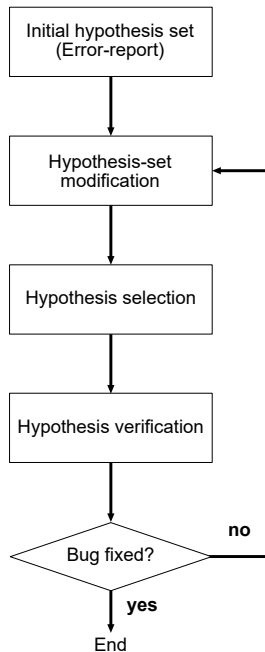 Initial hypothesis set
(Error-report)
Hypothesis-set
modification
Hypothesis selection
Hypothesis verification
Bug fixed?
no
yes
End